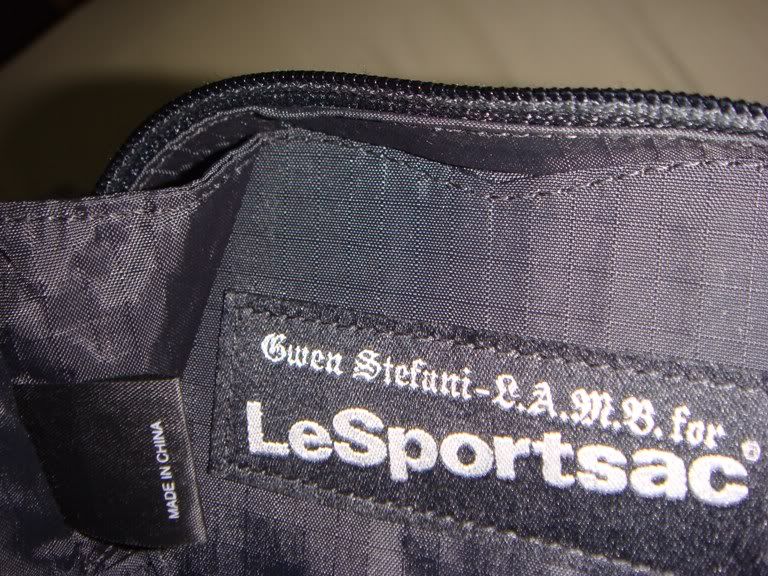 Gwen Stefani-L.A.M.B. for
LeSportsac®
MADE IN CHINA